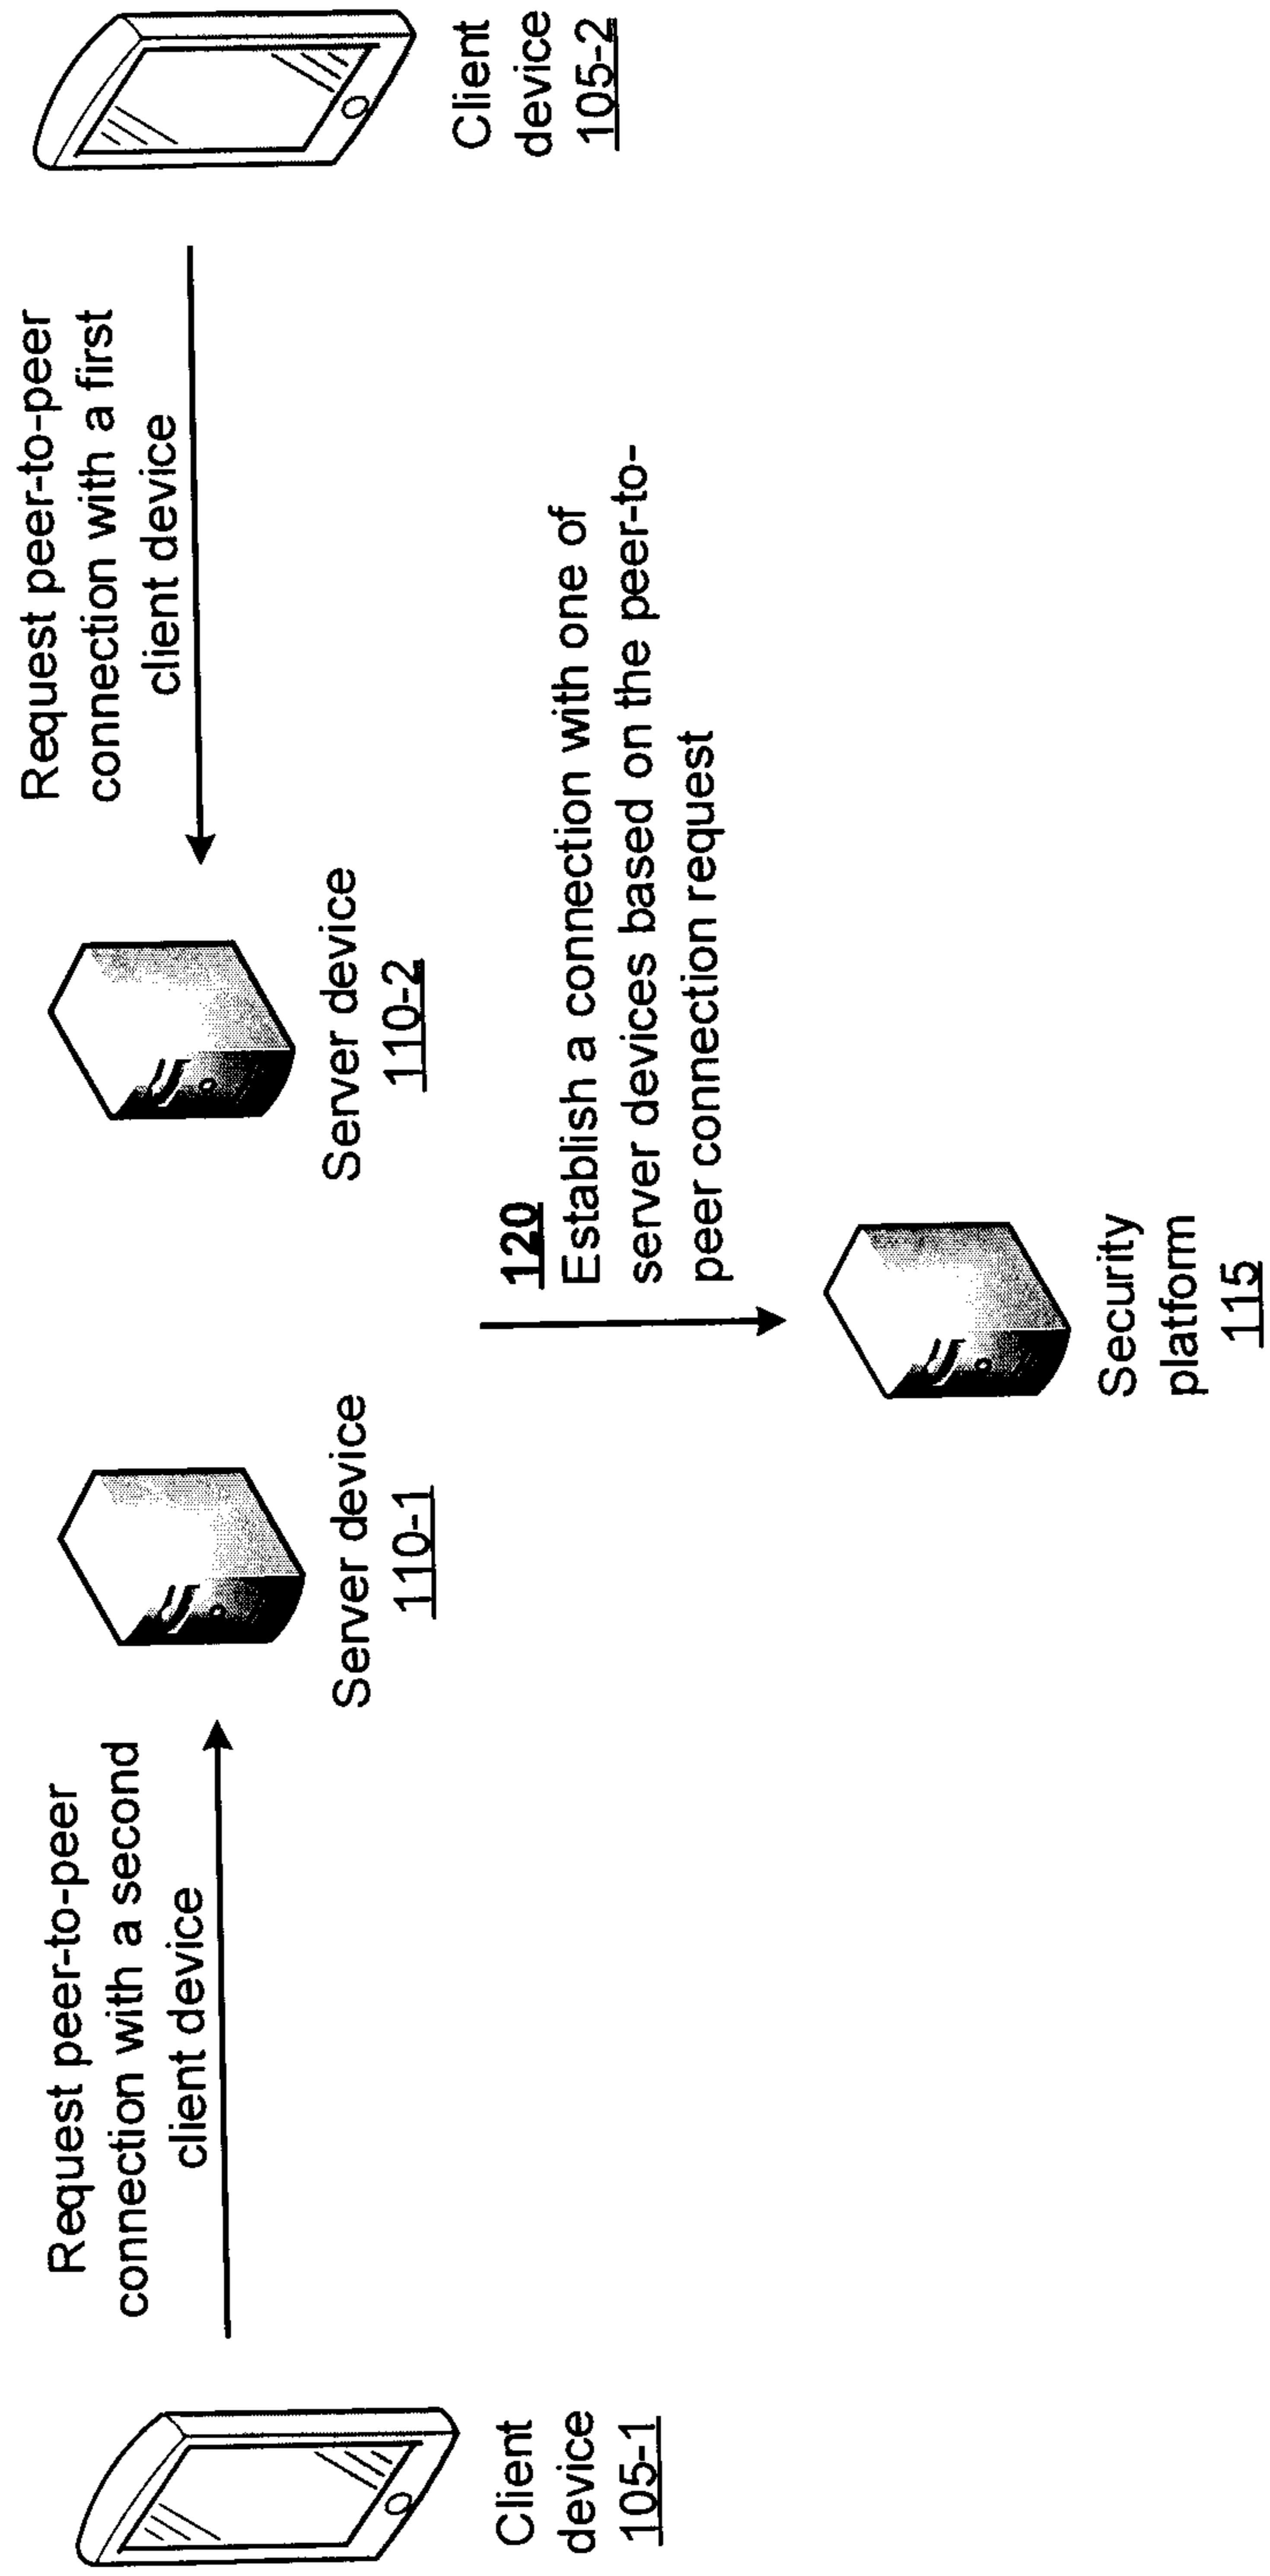 Request peer-to-peer
connection with a second
client device
Request peer-to-peer
connection with a first
client device
Client
device
105-1
Server device
110-1
Server device
110-2
Client
device
105-2
120
Establish a connection with one of
server devices based on the peer-to-
peer connection request
Security
platform
115